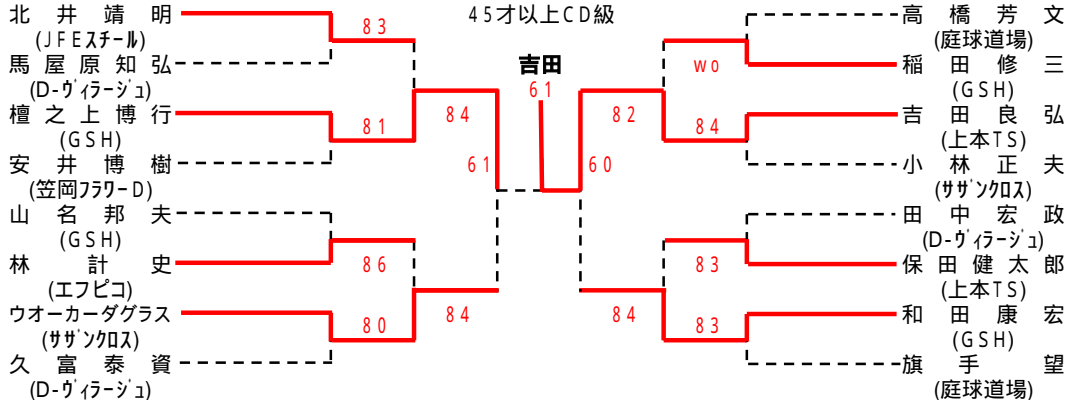 45才以上CD級
北井靖明
(JFEスチール)
83
馬屋原知弘
(D-ヴィラージュ)
84
檀之上博行
(GSH)
81
安井博樹
(笠岡フラワーD)
61
山名邦夫
(GSH)
86
林計史
(エフピコ)
84
ウオーカーダグラス
(サザンクロス)
80
久富泰資
(D-ヴィラージュ)
吉田
61
高橋芳文
(庭球道場)
wo
稲田修三
(GSH)
82
吉田良弘
(上本TS)
84
小林正夫
(サザンクロス)
60
田中宏政
(D-ヴィラージュ)
83
保田健太郎
(上本TS)
84
和田康宏
(GSH)
83
旗手望
(庭球道場)